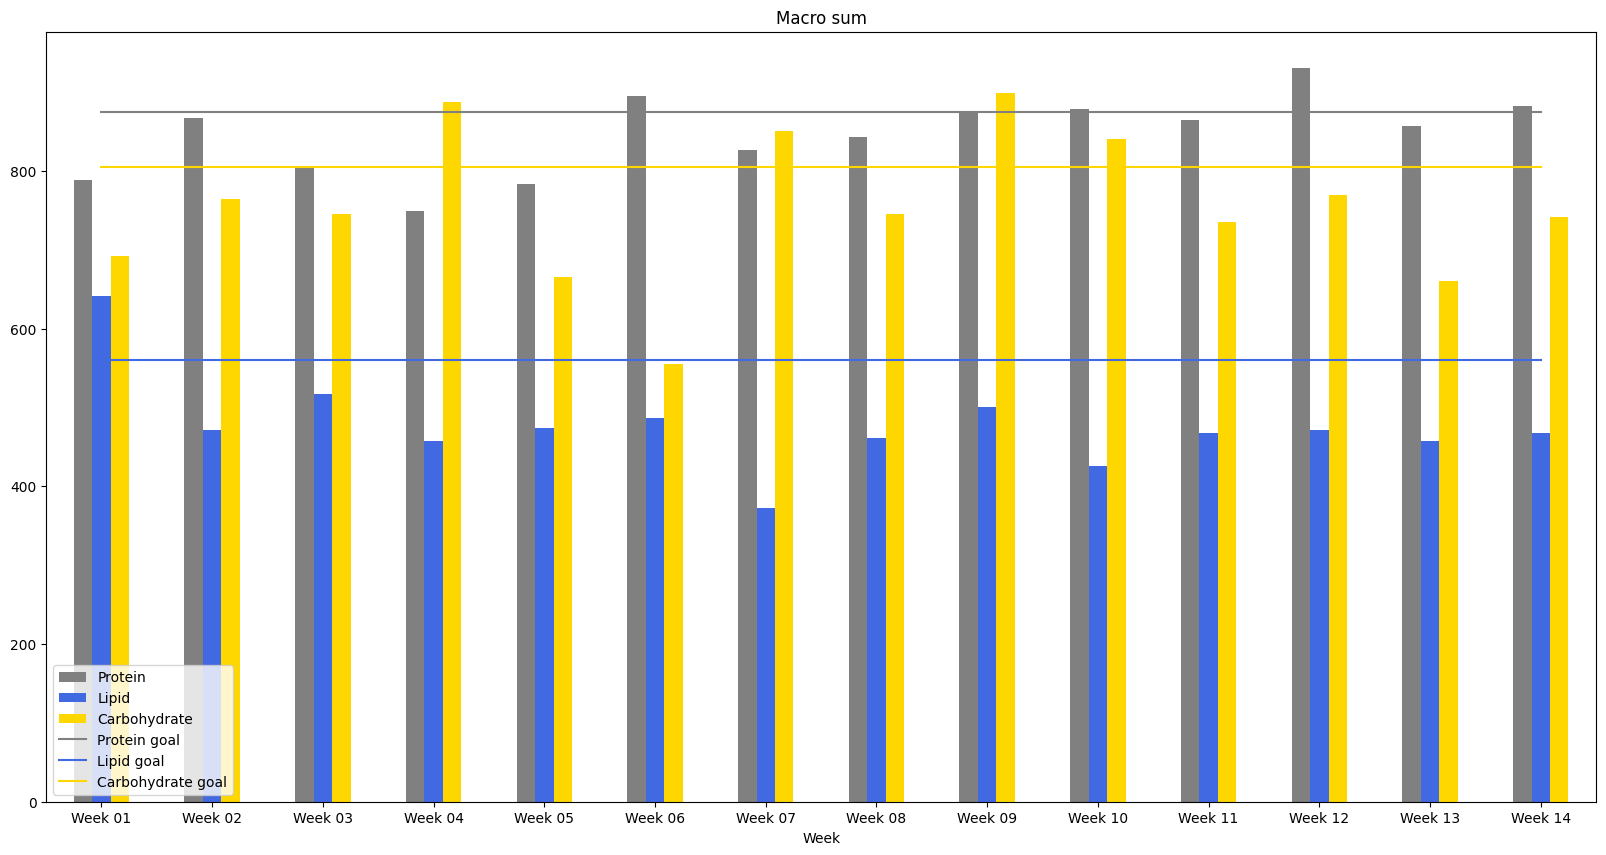 Macro sum
800
600
400
200
0
Protein
Lipid
Carbohydrate
Protein goal
Lipid goal
Carbohydrate goal
Week 01 Week 02 Week 03 Week 04 Week 05 Week 06 Week 07 Week 08 Week 09 Week 10 Week 11 Week 12 Week 13 Week 14
Week